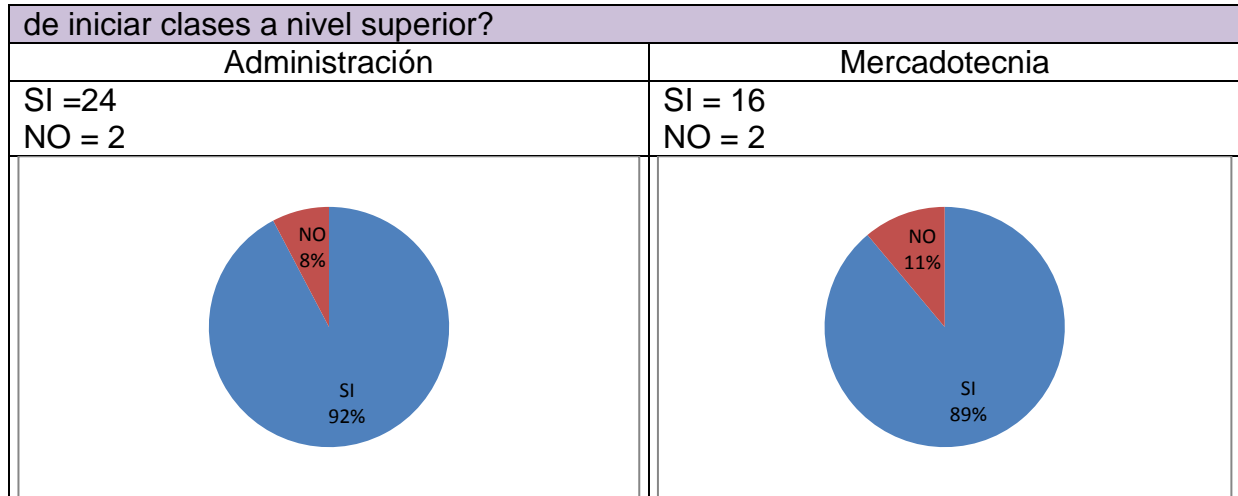 de iniciar clases a nivel superior?
Administración
Mercadotecnia
SI =24
NO = 2
SI = 16
NO = 2
NO
8%
SI
92%
NO
11%
SI
89%